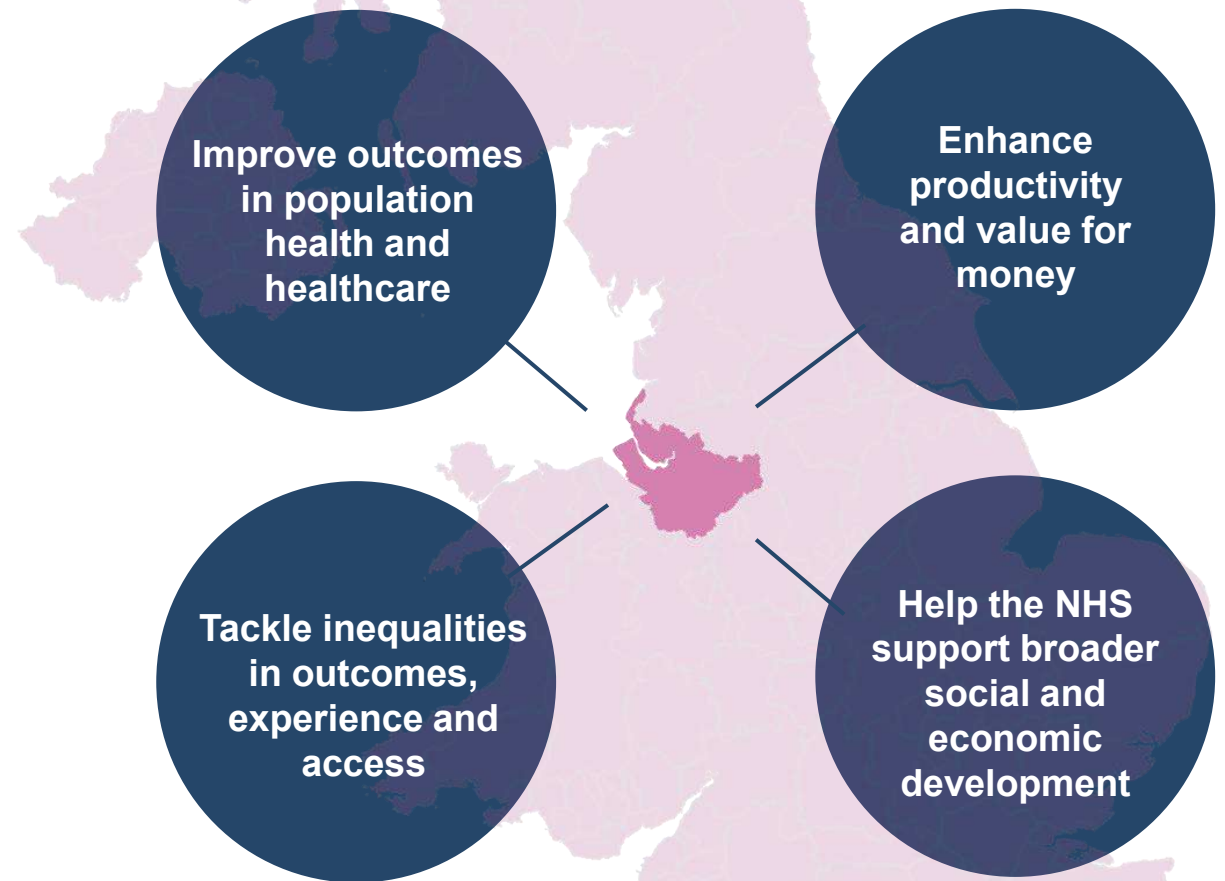 Improve outcomes
in population
health and
healthcare
Enhance
productivity
and value for
money
Tackle inequalities
in outcomes,
experience and
access
Help the NHS
support broader
social and
economic
development